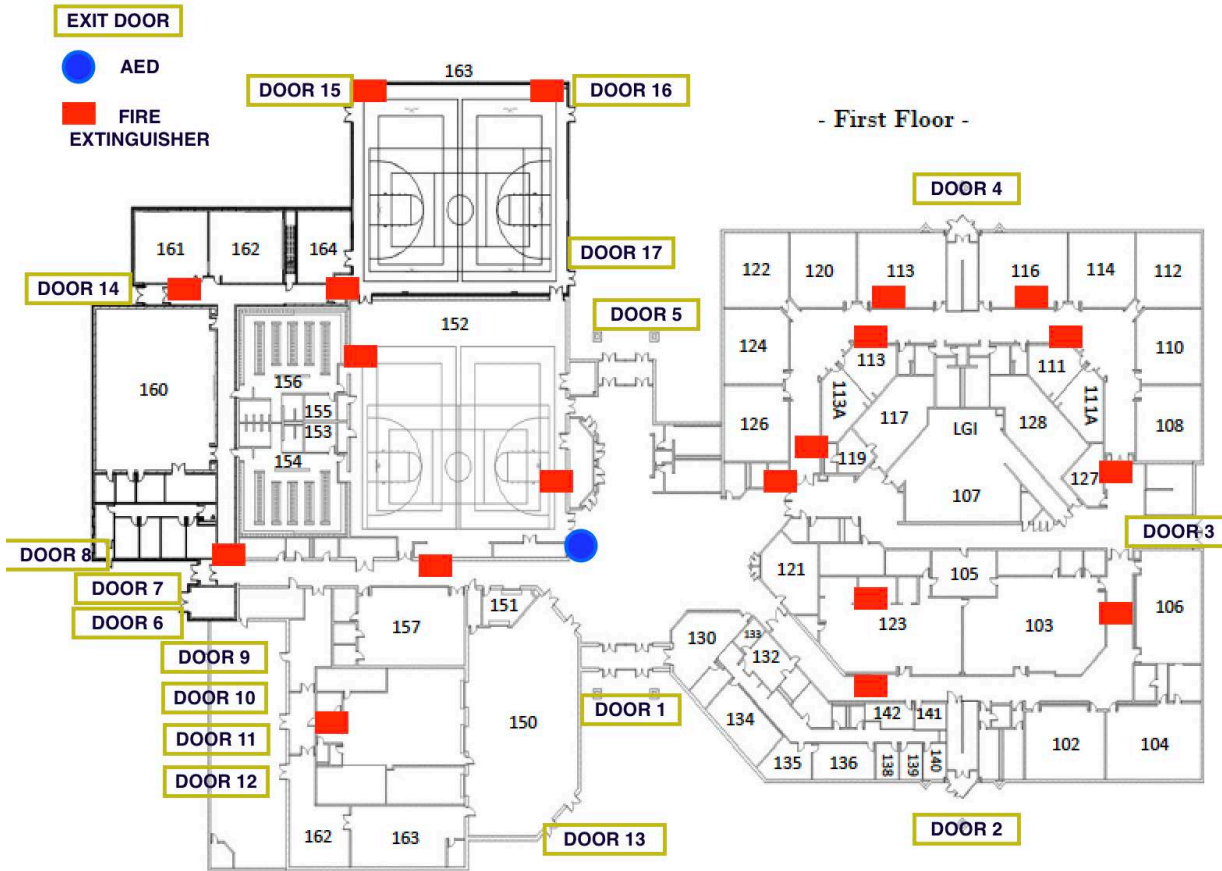 EXIT DOOR
AED
FIRE
EXTINGUISHER
163
DOOR 15
DOOR 16
- First Floor -
DOOR 4
161
162
164
DOOR 17
DOOR 14
DOOR 5
122
120
113
116
114
112
152
124
113
111
110
160
156
155
153
154
126
113A
117
119
LGI
107
128
111A
127
108
DOOR 3
DOOR 8
DOOR 7
DOOR 6
121
105
106
123
103
157
151
130
133
132
DOOR 9
DOOR 10
DOOR 11
DOOR 12
150
DOOR 1
134
142
141
102
104
135
136
138
139
140
162
163
DOOR 13
DOOR 2